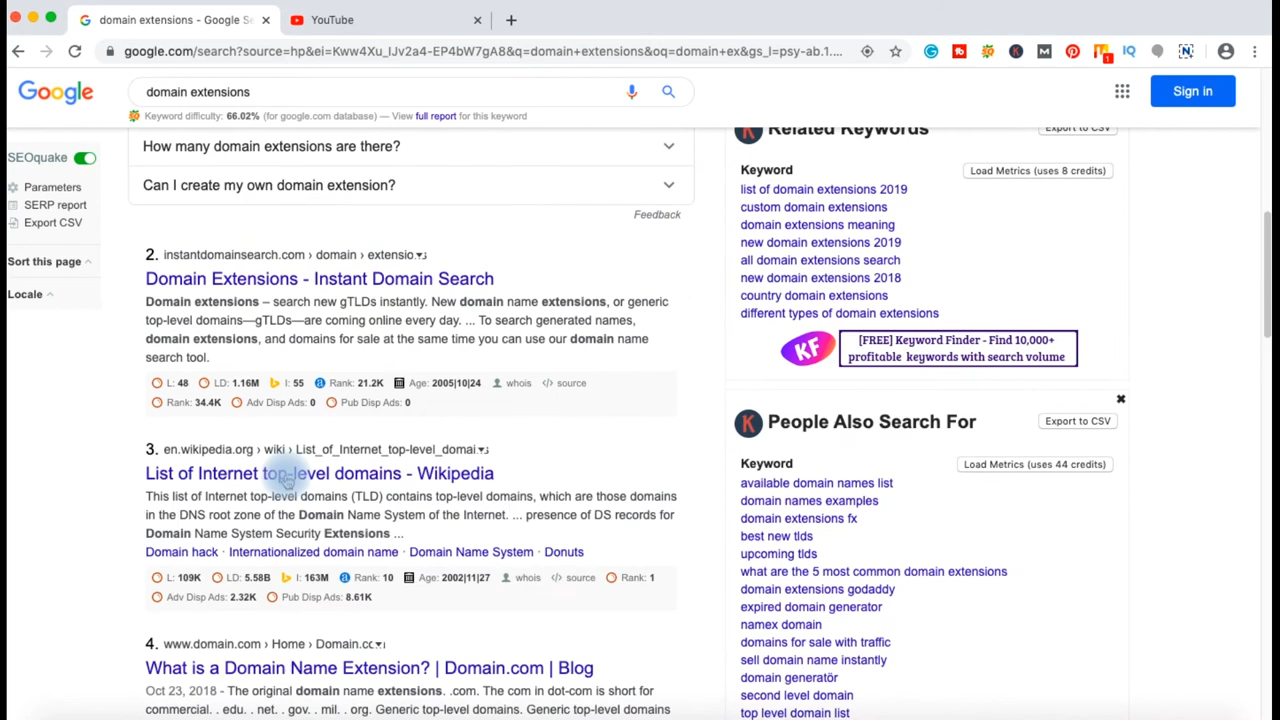 domain extensions - Google Se
YouTube
google.com/search?source=hp&ei=Kww4Xu_IJv2a4-EP4bW7gA8&q=domain+extensions&oq=domain+ex&gs_l=psy-ab.1....
Google
domain extensions
Sign in
Keyword difficulty: 66.02% (for google.com database) — View full report for this keyword
SEOquake
Parameters
SERP report
Export CSV
Sort this page
Locale
How many domain extensions are there?
Can I create my own domain extension?
Feedback
2. instantdomainsearch.com › domain › extensio
Domain Extensions - Instant Domain Search
Domain extensions – search new gTLDs instantly. New domain name extensions, or generic
top-level domains—gTLDs—are coming online every day. ... To search generated names,
domain extensions, and domains for sale at the same time you can use our domain name
search tool.
L: 48 LD: 1.16M I: 55 Rank: 21.2K Age: 2005|10|24 whois </> source
Rank: 34.4K Adv Disp Ads: 0 Pub Disp Ads: 0
3. en.wikipedia.org › wiki › List_of_Internet_top-level_domai
List of Internet top-level domains - Wikipedia
This list of Internet top-level domains (TLD) contains top-level domains, which are those domains
in the DNS root zone of the Domain Name System of the Internet. ... presence of DS records for
Domain Name System Security Extensions ...
Domain hack · Internationalized domain name · Domain Name System · Donuts
L: 109K LD: 5.58B I: 163M Rank: 10 Age: 2002|11|27 whois </> source Rank: 1
Adv Disp Ads: 2.32K Pub Disp Ads: 8.61K
4. www.domain.com › Home › Domain.cc
What is a Domain Name Extension? | Domain.com | Blog
Oct 23, 2018 - The original domain name extensions. .com. The com in dot-com is short for
commercial. . edu. . net. . gov. . mil. . org. Generic top-level domains. Generic top-level domains
Related Keywords
Export to CSV
Keyword
Load Metrics (uses 8 credits)
list of domain extensions 2019
custom domain extensions
domain extensions meaning
new domain extensions 2019
all domain extensions search
new domain extensions 2018
country domain extensions
different types of domain extensions
KF
[FREE] Keyword Finder - Find 10,000+
profitable keywords with search volume
People Also Search For
Export to CSV
Keyword
Load Metrics (uses 44 credits)
available domain names list
domain names examples
domain extensions fx
best new tlds
upcoming tlds
what are the 5 most common domain extensions
domain extensions godaddy
expired domain generator
namex domain
domains for sale with traffic
sell domain name instantly
domain generatör
second level domain
top level domain list